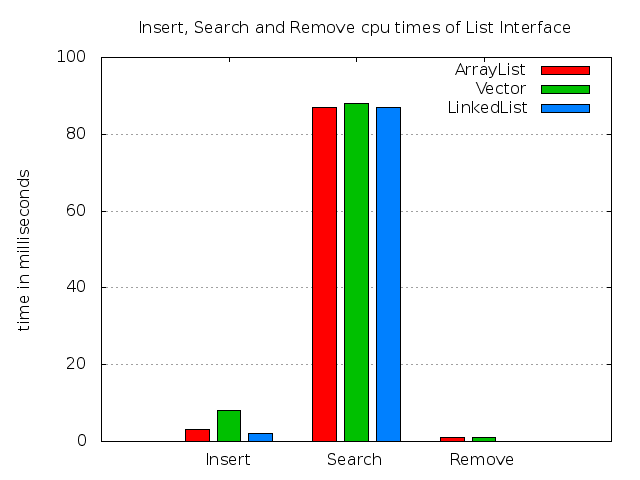 Insert, Search and Remove cpu times of List Interface
100
80
60
40
20
0
time in milliseconds
ArrayList
Vector
LinkedList
Insert
Search
Remove